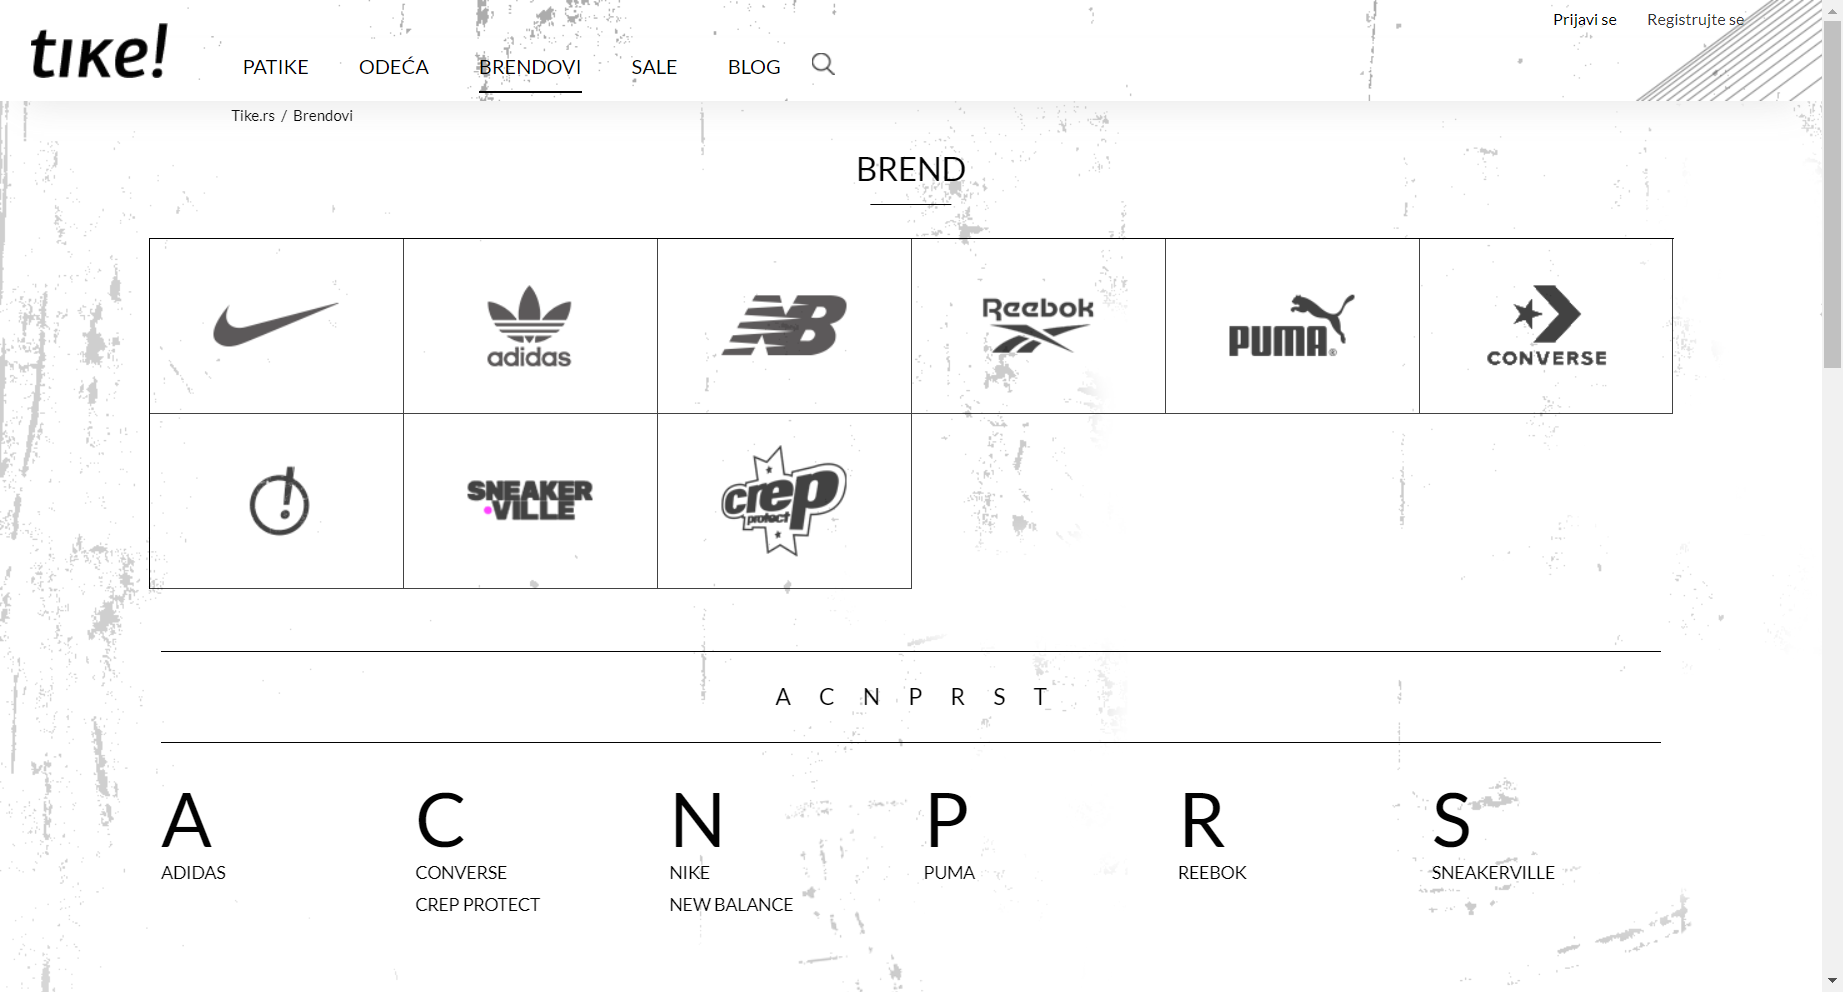 Prijavi se Registrujte se
tike!
PATIKE ODEĆA BRENDOVI SALE BLOG
Tike.rs / Brendovi
BREND
adidas
NB
Reebok
PUMA®
CONVERSE
!
SNEAKER VILLE
crep protect
A C N P R S T
A C N P R S
ADIDAS CONVERSE NIKE PUMA REEBOK SNEAKERVILLE
CREP PROTECT NEW BALANCE